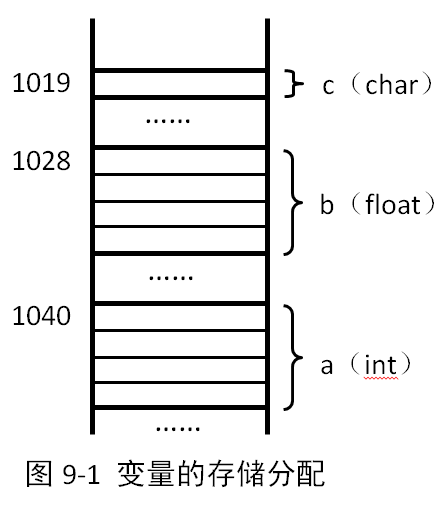 1019 c（char）
……
1028
b（float）
……
1040
a（int）
……
图 9-1 变量的存储分配